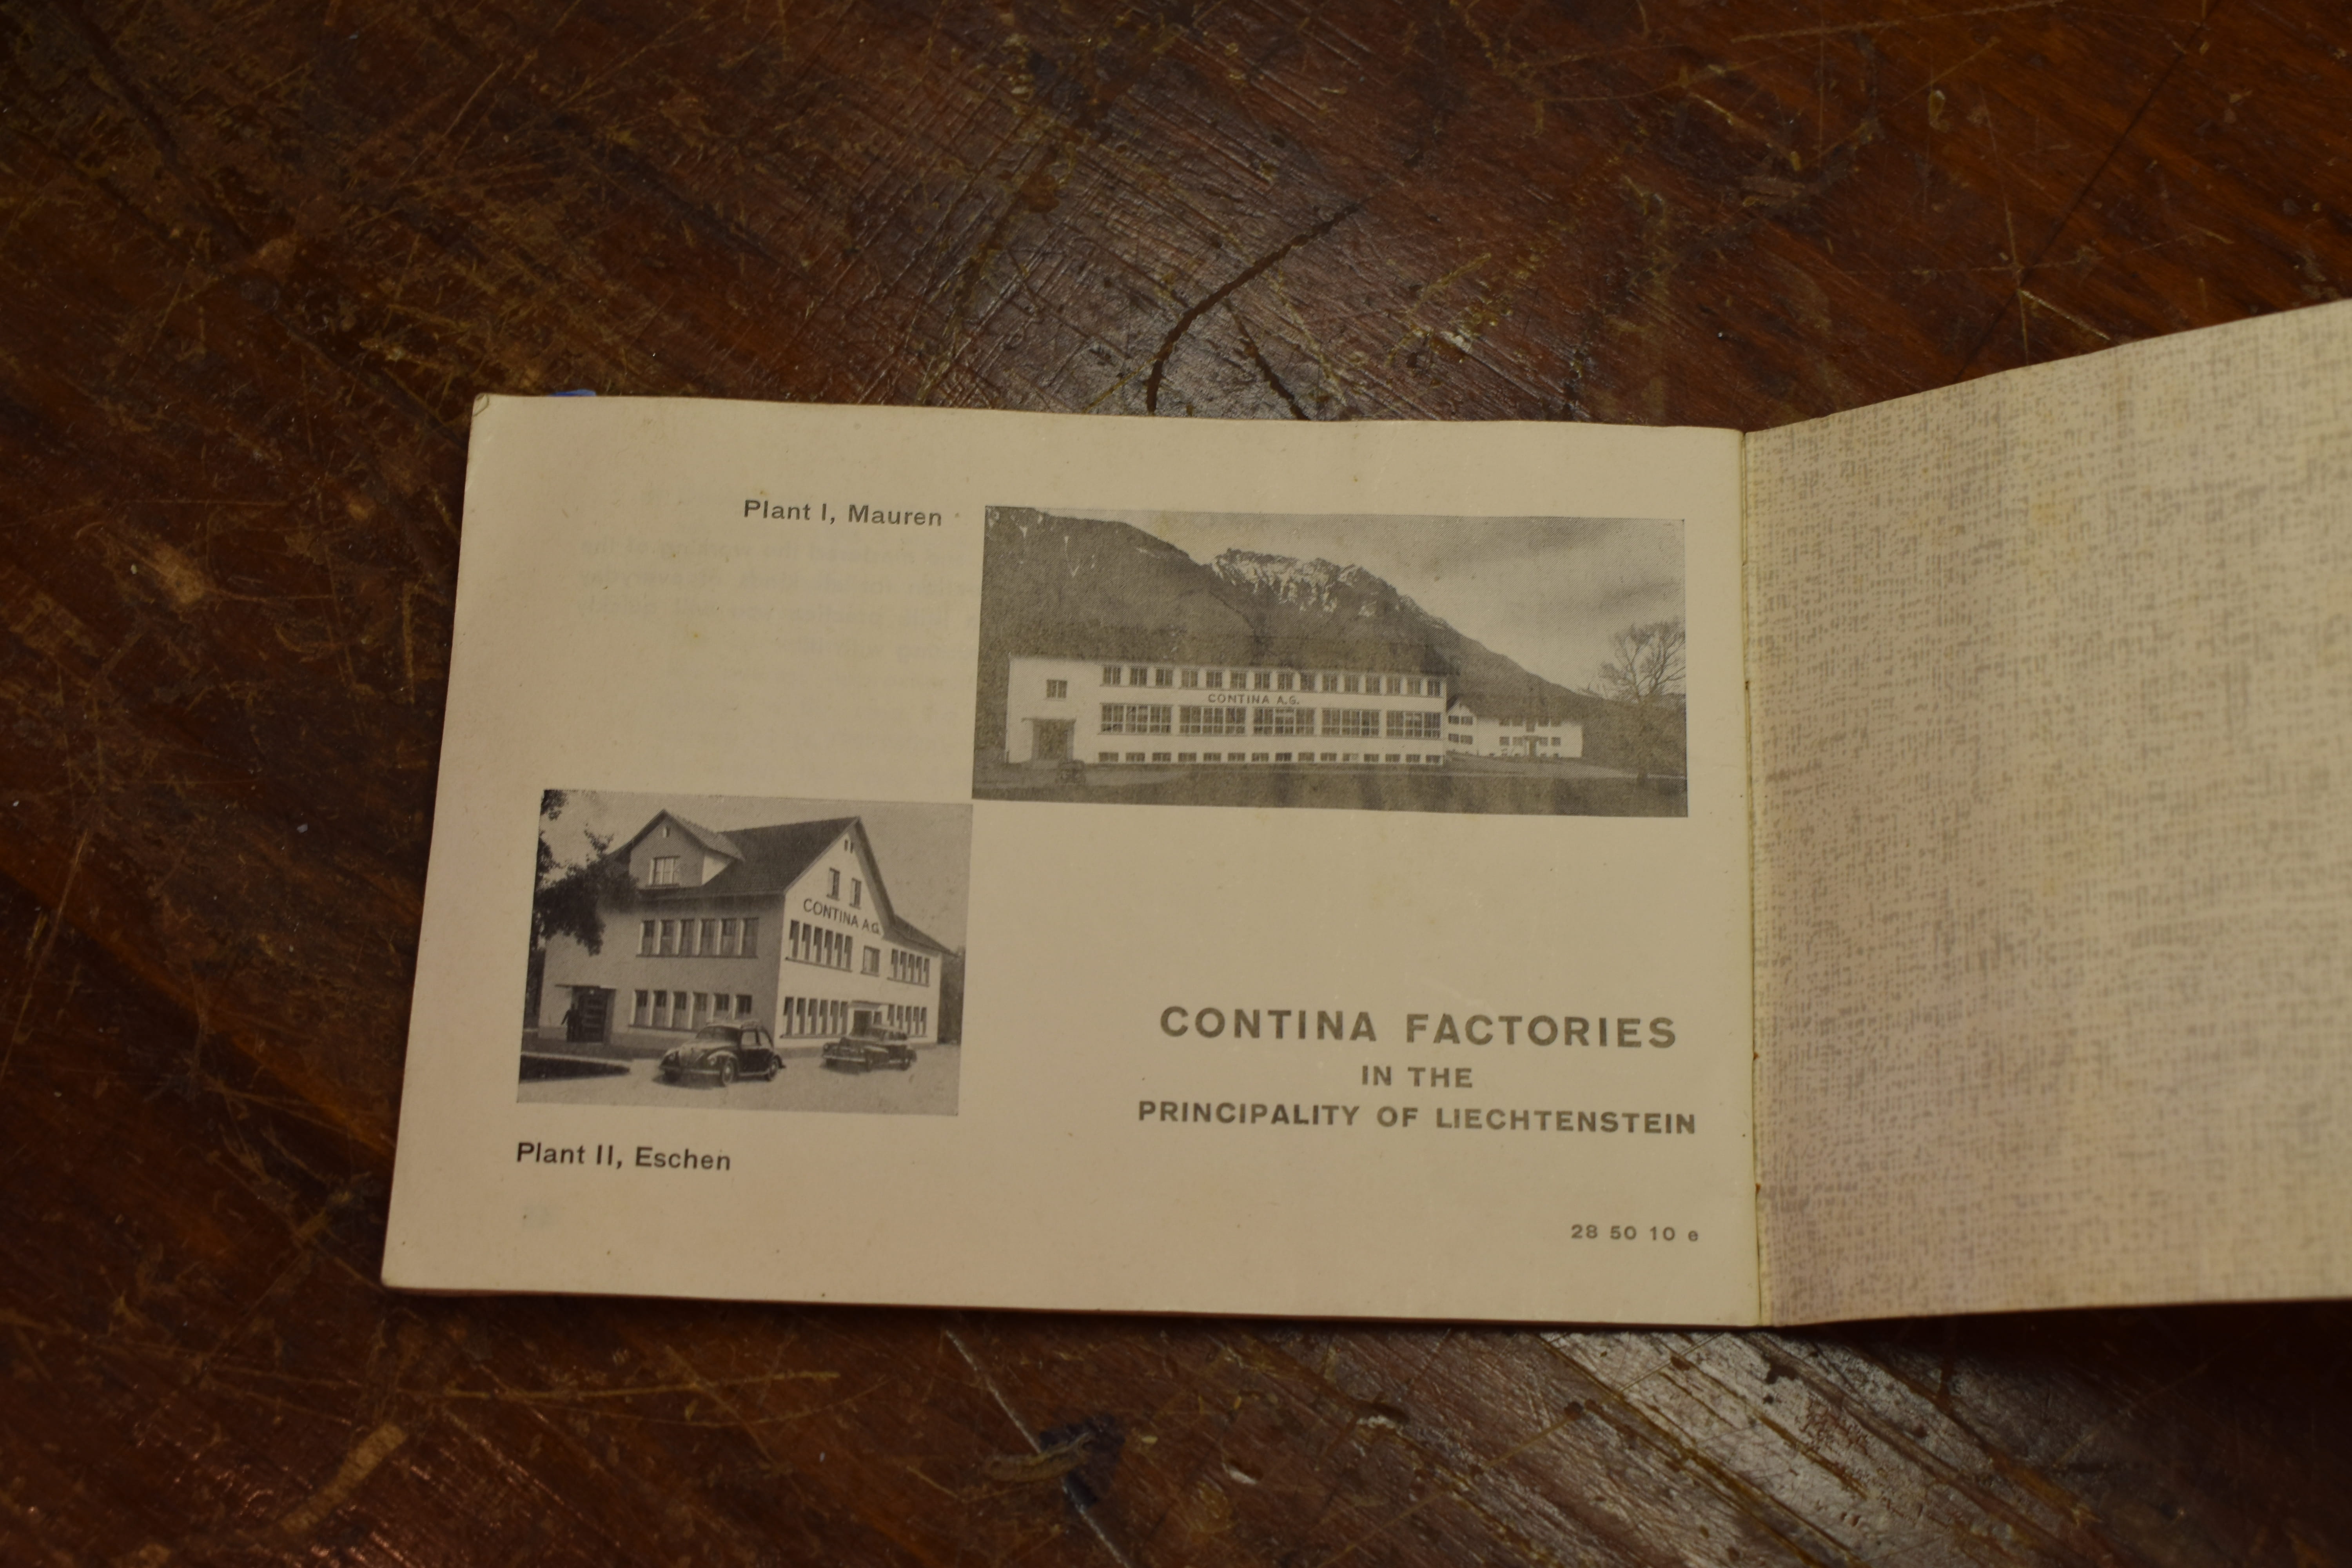 Plant I, Mauren
CONTINA A.G.
CONTINA A.G.
Plant II, Eschen
CONTINA FACTORIES
IN THE
PRINCIPALITY OF LIECHTENSTEIN
28 50 10 e